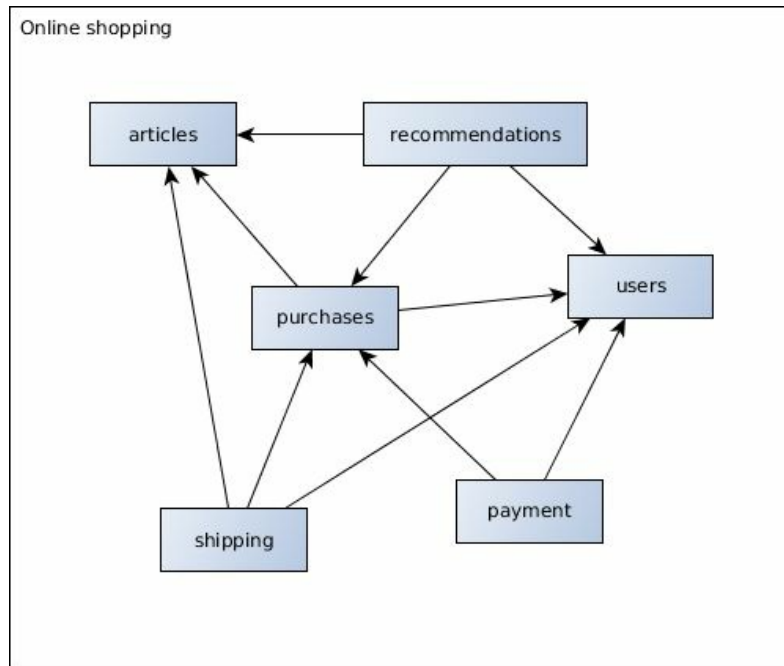 Online shopping
articles
recommendations
users
purchases
payment
shipping